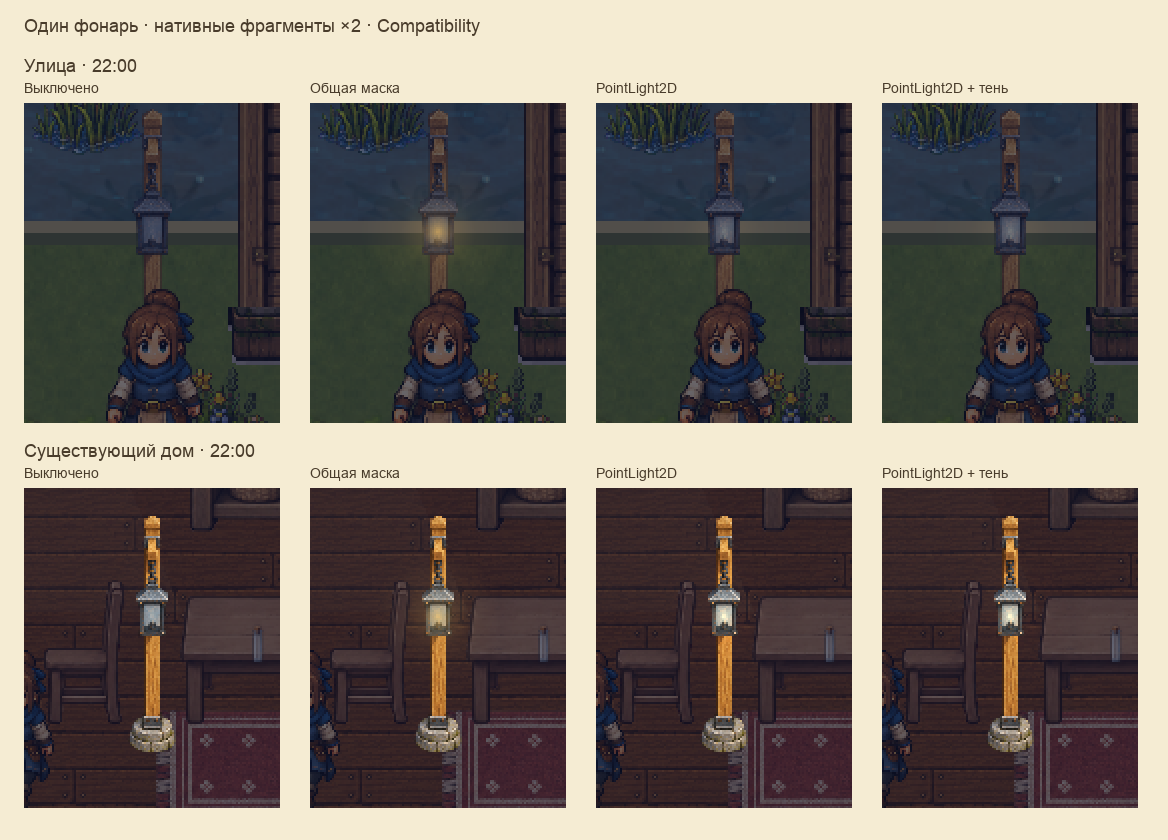 Один фонарь · нативные фрагменты ×2 · Compatibility
Улица · 22:00
Выключено
Общая маска
PointLight2D
PointLight2D + тень
Существующий дом · 22:00
Выключено
Общая маска
PointLight2D
PointLight2D + тень